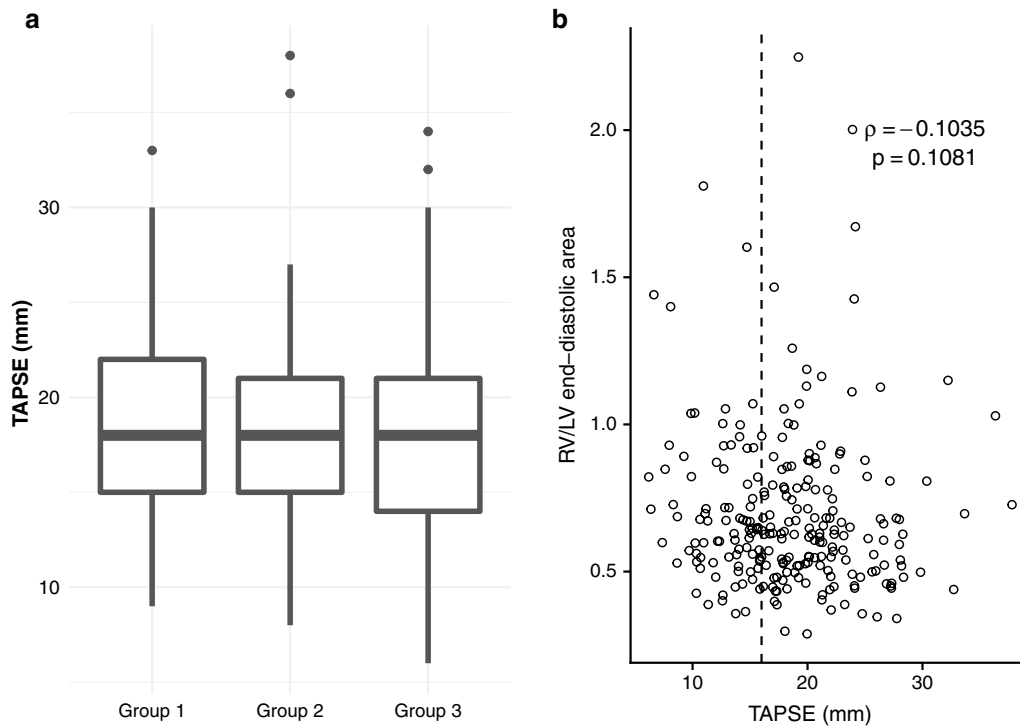 a
TAPSE (mm)
30
20
10
Group 1 Group 2 Group 3
b
RV/LV end−diastolic area
2.0
1.5
1.0
0.5
ρ = −0.1035
p = 0.1081
10 20 30
TAPSE (mm)